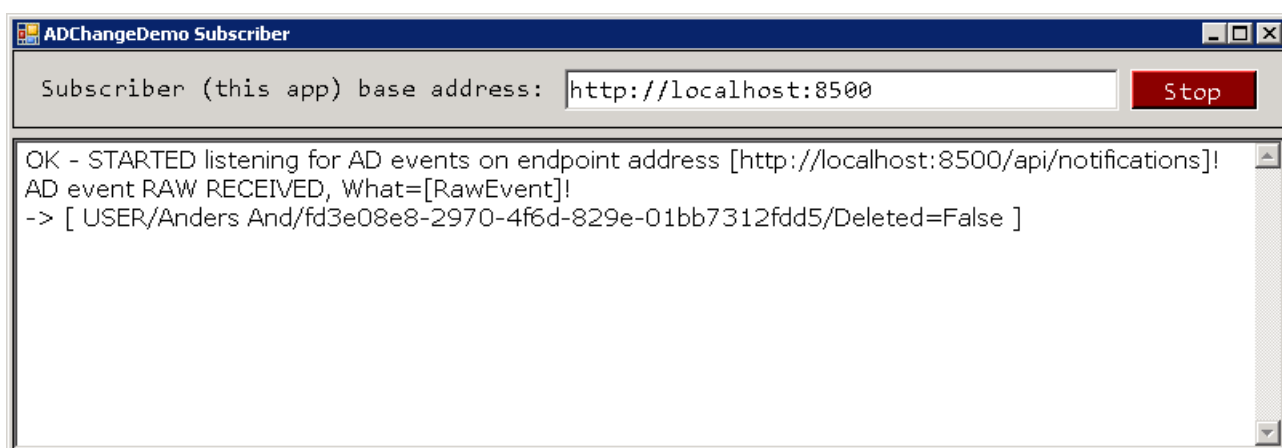 ADChangeDemo Subscriber
Subscriber (this app) base address: http://localhost:8500 Stop
OK - STARTED listening for AD events on endpoint address [http://localhost:8500/api/notifications]!
AD event RAW RECEIVED, What=[RawEvent]!
-> [ USER/Anders And/fd3e08e8-2970-4f6d-829e-01bb7312fdd5/Deleted=False ]